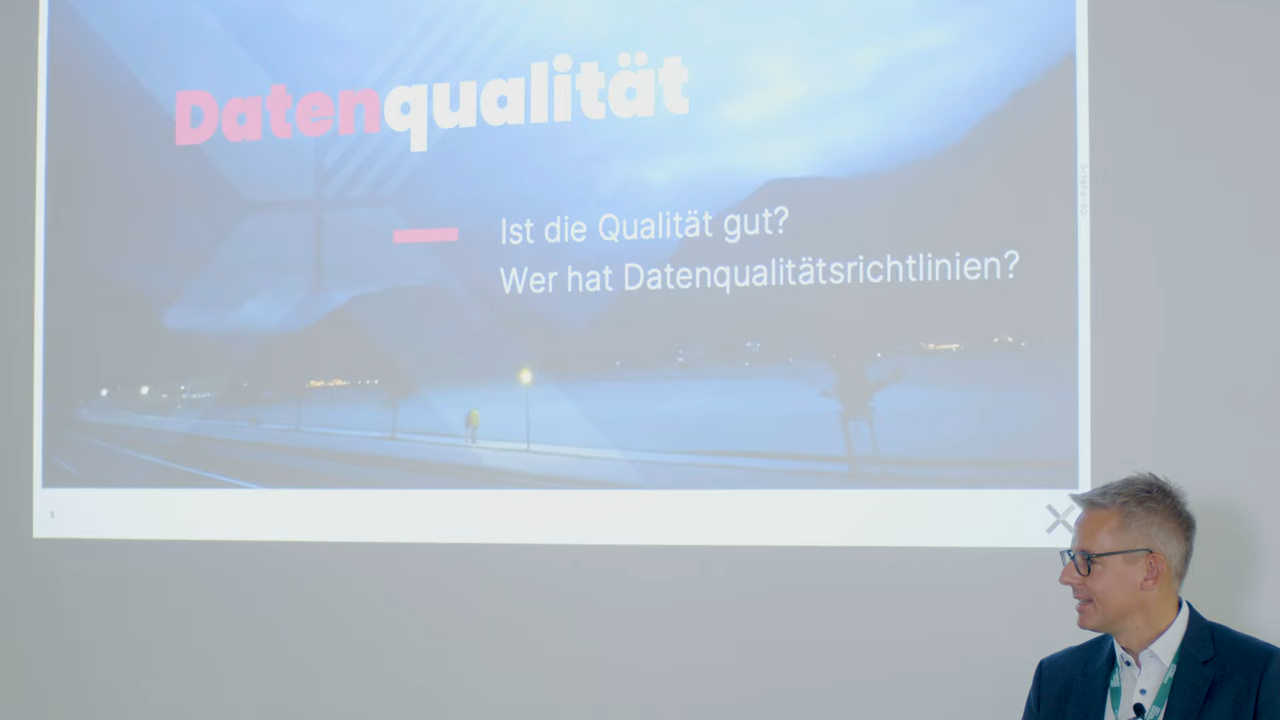 Datenqualität
Ist die Qualität gut?
Wer hat Datenqualitätsrichtlinien?